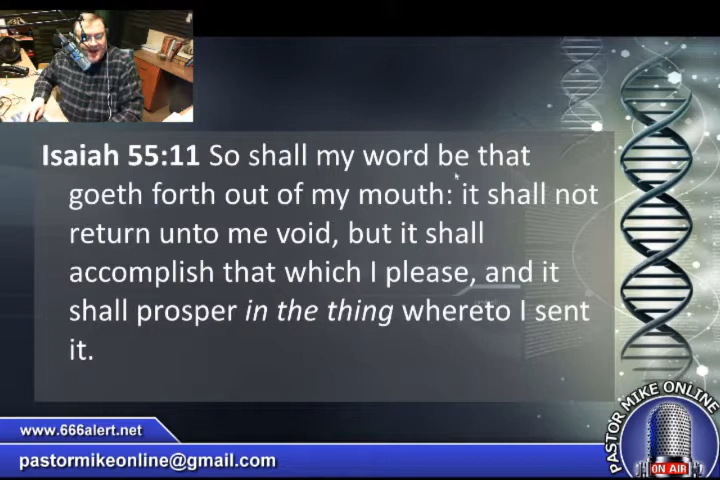 Isaiah 55:11 So shall my word be that
goeth forth out of my mouth: it shall not
return unto me void, but it shall
accomplish that which I please, and it
shall prosper in the thing whereto I sent
it.
www.666alert.net
pastormikeonline@gmail.com
PASTOR MIKE ONLINE
ON AIR